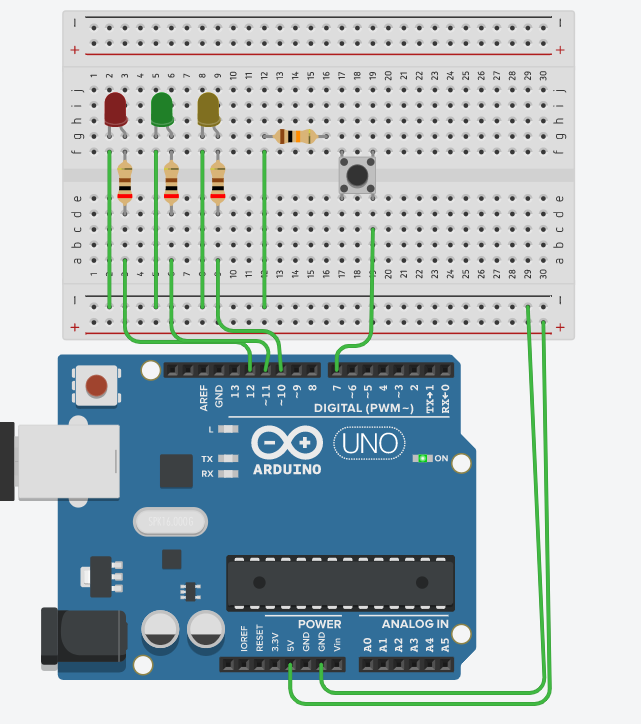 − −
+ +
1 2 3 4 5 6 7 8 9 10 11 12 13 14 15 16 17 18 19 20 21 22 23 24 25 26 27 28 29 30
j j
i i
h h
g g
f f
e e
d d
c c
b b
a a
1 2 3 4 5 6 7 8 9 10 11 12 13 14 15 16 17 18 19 20 21 22 23 24 25 26 27 28 29 30
− −
+ +
AREF GND 13 12 ~11 ~10 ~9 8 7 ~6 ~5 4 ~3 2 TX→1 RX←0
DIGITAL (PWM~)
L
TX
RX
ARDUINO
UNO
ON
POWER ANALOG IN
IOREF RESET 3.3V 5V GND GND Vin A0 A1 A2 A3 A4 A5